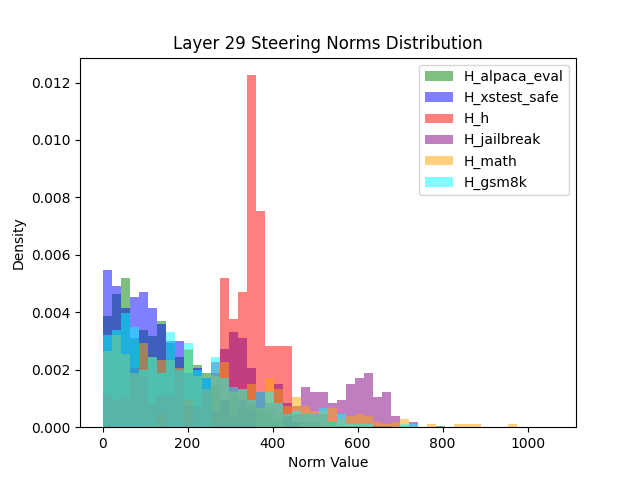 Layer 29 Steering Norms Distribution
H_alpaca_eval
H_xstest_safe
H_h
H_jailbreak
H_math
H_gsm8k
Density
0.012
0.010
0.008
0.006
0.004
0.002
0.000
0 200 400 600 800 1000
Norm Value